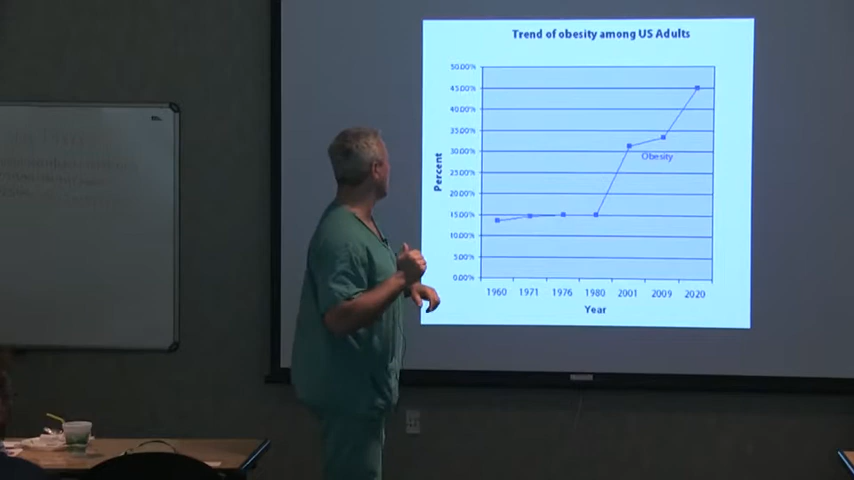 Trend of obesity among US Adults
50.00%
45.00%
40.00%
35.00%
30.00%
25.00%
20.00%
15.00%
10.00%
5.00%
0.00%
Percent
Obesity
1960 1971 1976 1980 2001 2009 2020
Year